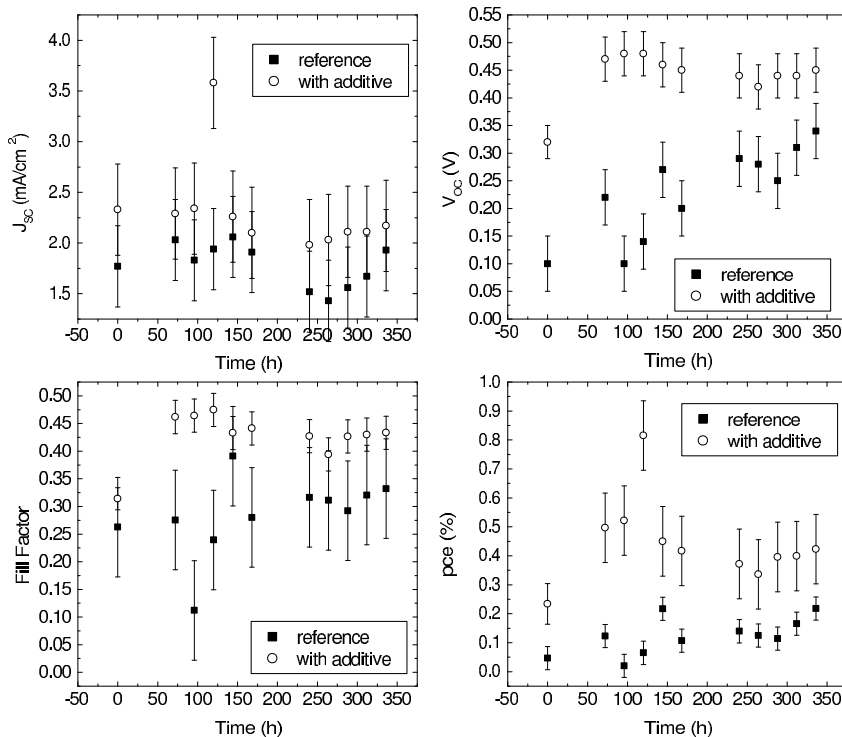 4.0
3.5
3.0
2.5
2.0
1.5
J_SC (mA/cm^-2)
reference
with additive
-50 0 50 100 150 200 250 300 350
Time (h)
0.55
0.50
0.45
0.40
0.35
0.30
0.25
0.20
0.15
0.10
0.05
0.00
V_OC (V)
reference
with additive
-50 0 50 100 150 200 250 300 350
Time (h)
0.50
0.45
0.40
0.35
0.30
0.25
0.20
0.15
0.10
0.05
0.00
Fill Factor
reference
with additive
-50 0 50 100 150 200 250 300 350
Time (h)
1.0
0.9
0.8
0.7
0.6
0.5
0.4
0.3
0.2
0.1
0.0
pce (%)
reference
with additive
-50 0 50 100 150 200 250 300 350
Time (h)